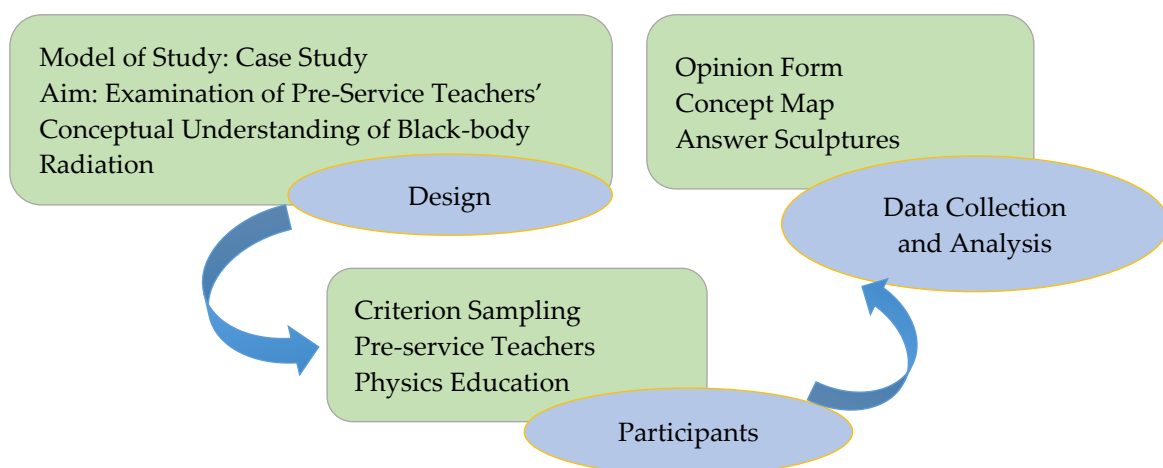 Model of Study: Case Study
Aim: Examination of Pre-Service Teachers’
Conceptual Understanding of Black-body
Radiation
Design
Criterion Sampling
Pre-service Teachers
Physics Education
Participants
Opinion Form
Concept Map
Answer Sculptures
Data Collection
and Analysis